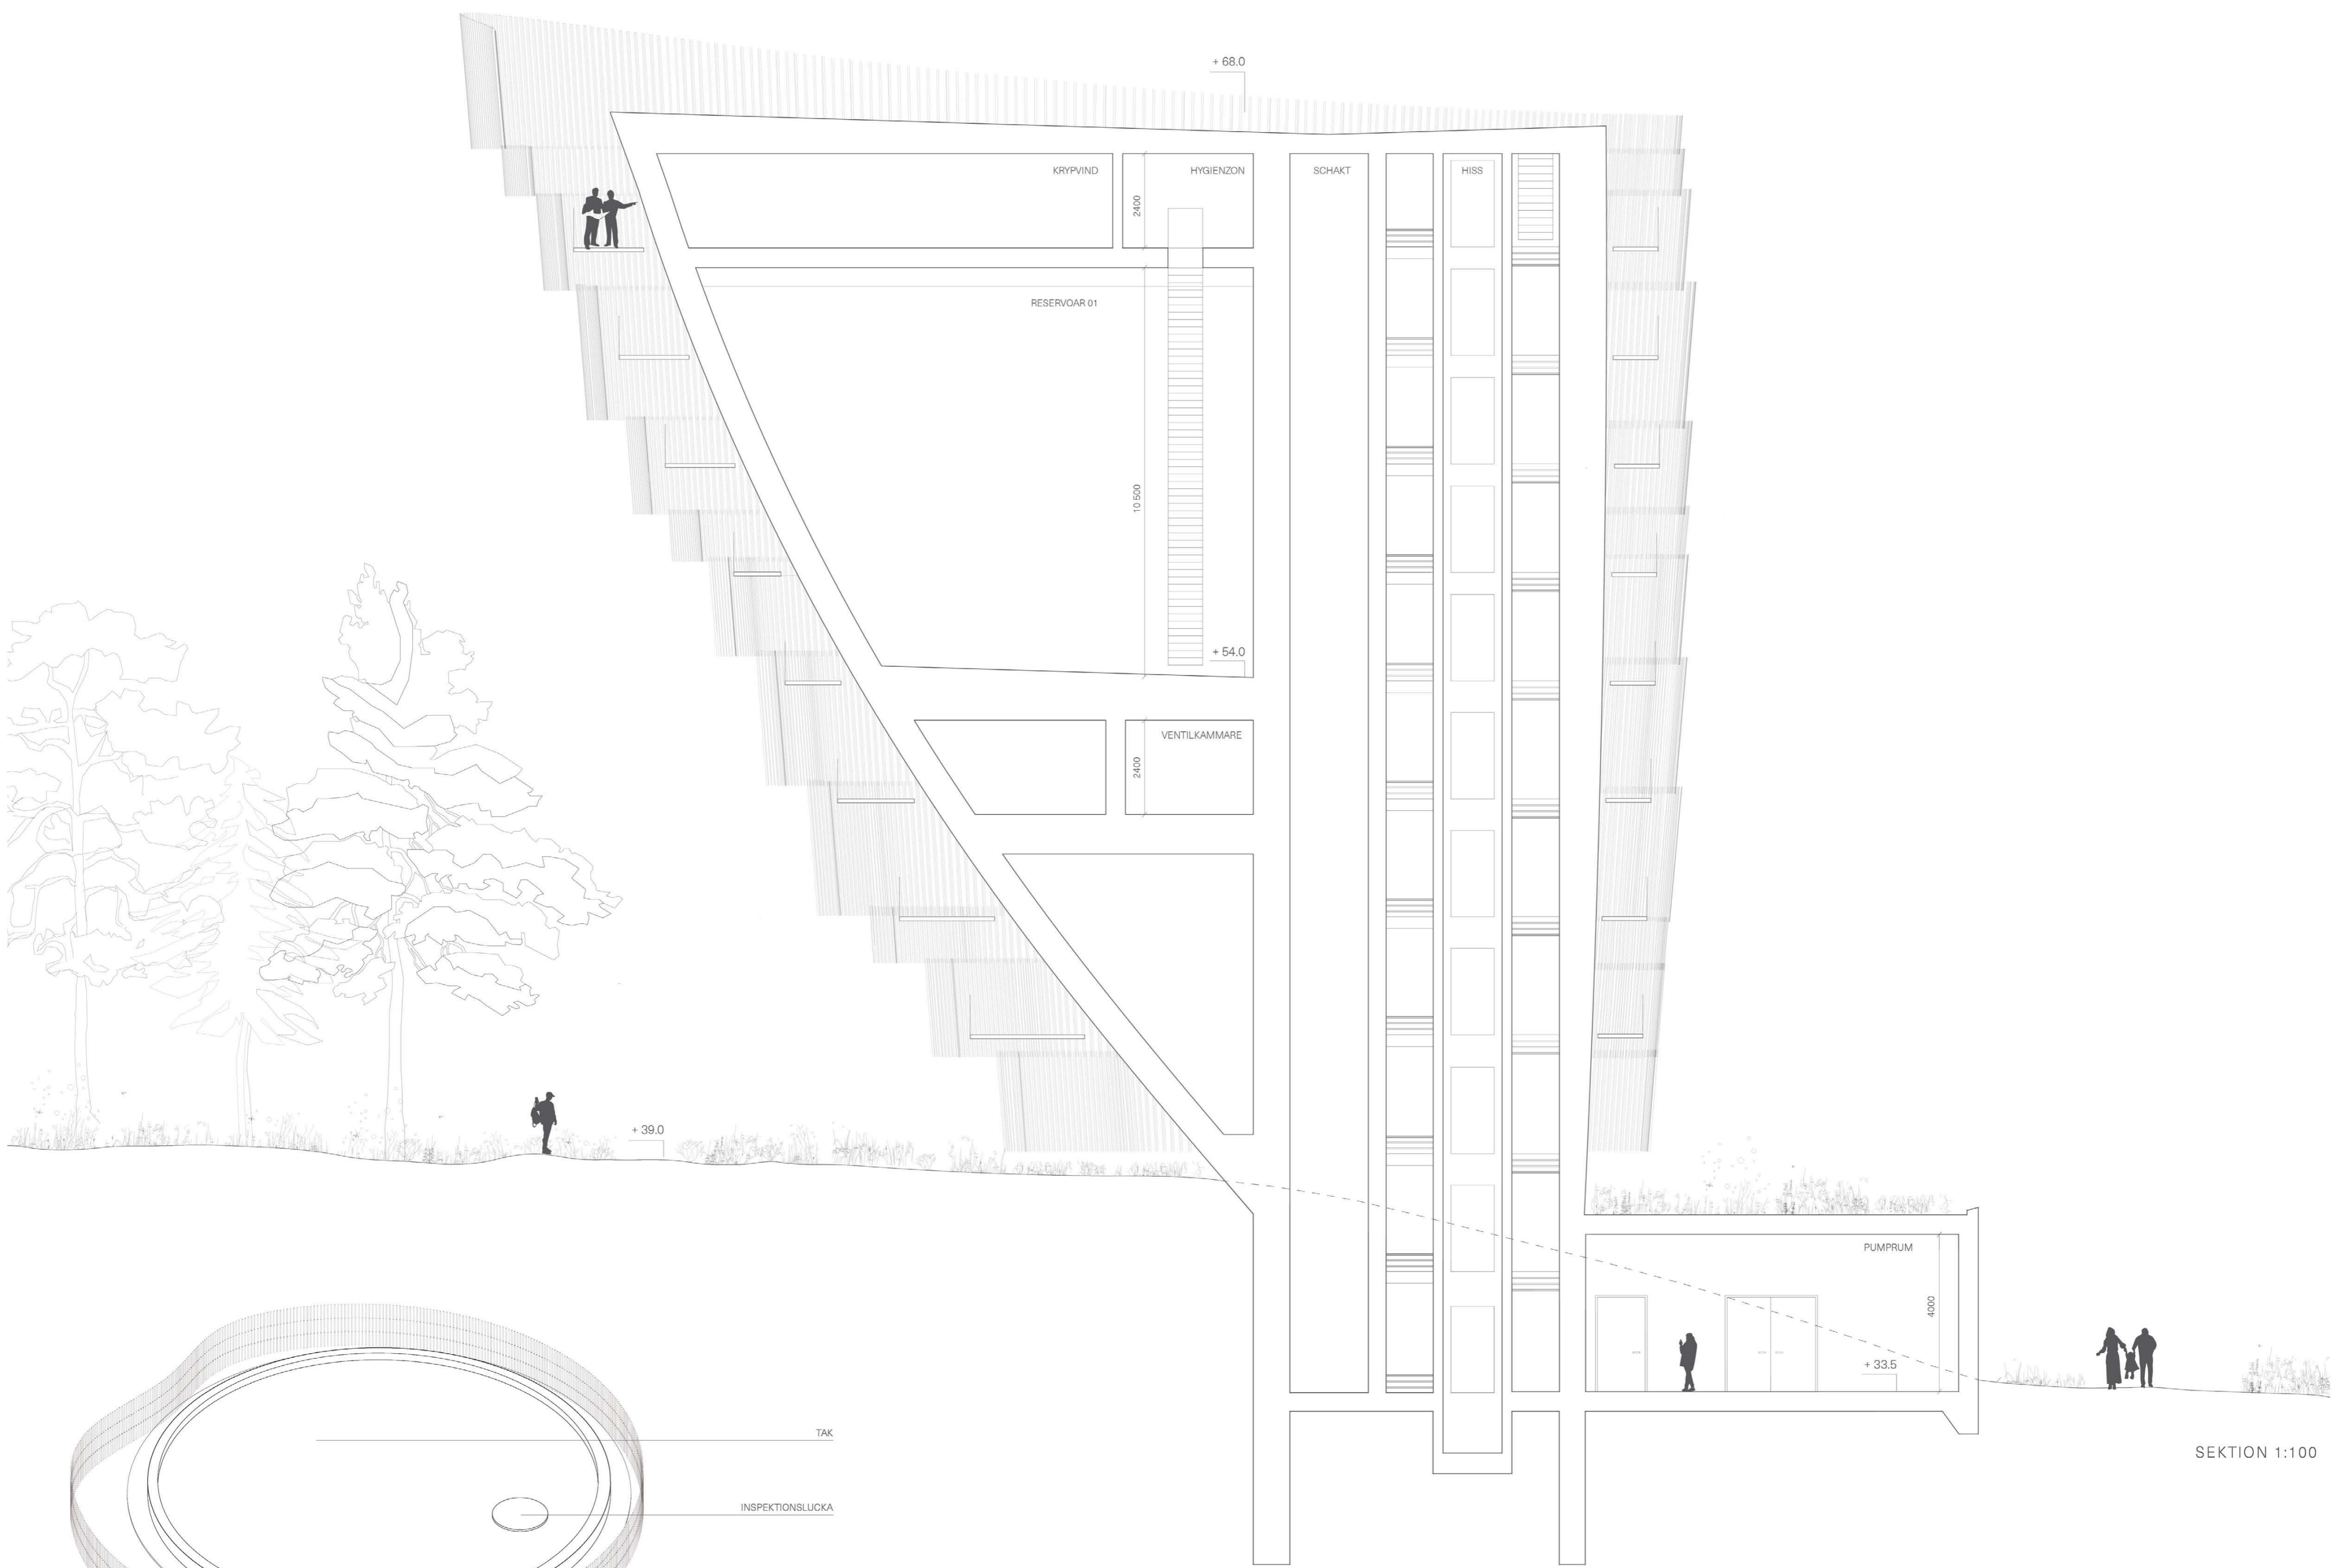 + 68.0
KRYPVIND
HYGIENZON
SCHAKT
HISS
2400
RESERVOAR 01
10 500
+ 54.0
VENTILKAMMARE
2400
+ 39.0
PUMPRUM
4000
+ 33.5
TAK
INSPEKTIONSLUCKA
SEKTION 1:100